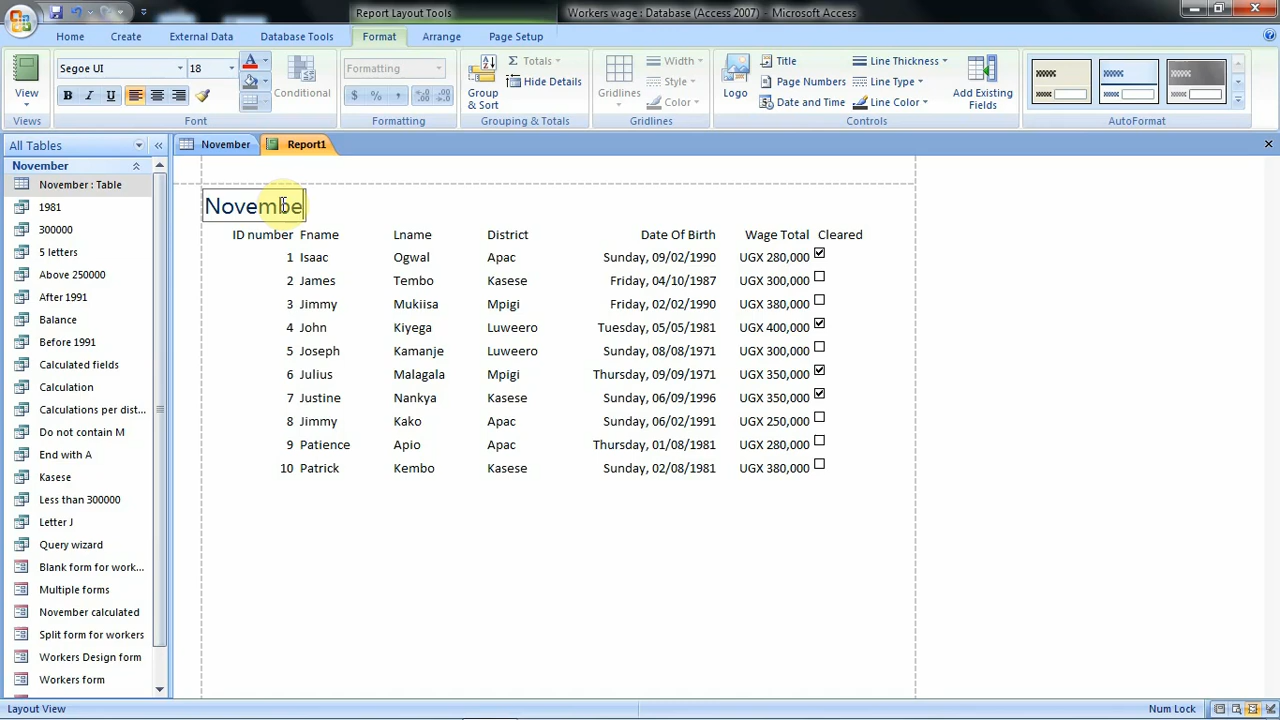 Report Layout Tools
Workers wage : Database (Access 2007) - Microsoft Access
Home Create External Data Database Tools Format Arrange Page Setup
View
Views
Segoe UI 18
B I U
Conditional
Font
Formatting
$ % ,
Formatting
Group & Sort
Σ Totals
Hide Details
Grouping & Totals
Gridlines
Width
Style
Color
Gridlines
Logo
Title
Page Numbers
Date and Time
Line Thickness
Line Type
Line Color
Add Existing Fields
Controls
AutoFormat
All Tables
November
November : Table
1981
300000
5 letters
Above 250000
After 1991
Balance
Before 1991
Calculated fields
Calculation
Calculations per dist...
Do not contain M
End with A
Kasese
Less than 300000
Letter J
Query wizard
Blank form for work...
Multiple forms
November calculated
Split form for workers
Workers Design form
Workers form
November Report1
Novembe
ID number Fname Lname District Date Of Birth Wage Total Cleared
1 Isaac Ogwal Apac Sunday, 09/02/1990 UGX 280,000
2 James Tembo Kasese Friday, 04/10/1987 UGX 300,000
3 Jimmy Mukiisa Mpigi Friday, 02/02/1990 UGX 380,000
4 John Kiyega Luweero Tuesday, 05/05/1981 UGX 400,000
5 Joseph Kamanje Luweero Sunday, 08/08/1971 UGX 300,000
6 Julius Malagala Mpigi Thursday, 09/09/1971 UGX 350,000
7 Justine Nankya Kasese Sunday, 06/09/1996 UGX 350,000
8 Jimmy Kako Apac Sunday, 06/02/1991 UGX 250,000
9 Patience Apio Apac Thursday, 01/08/1981 UGX 280,000
10 Patrick Kembo Kasese Sunday, 02/08/1981 UGX 380,000
Layout View
Num Lock